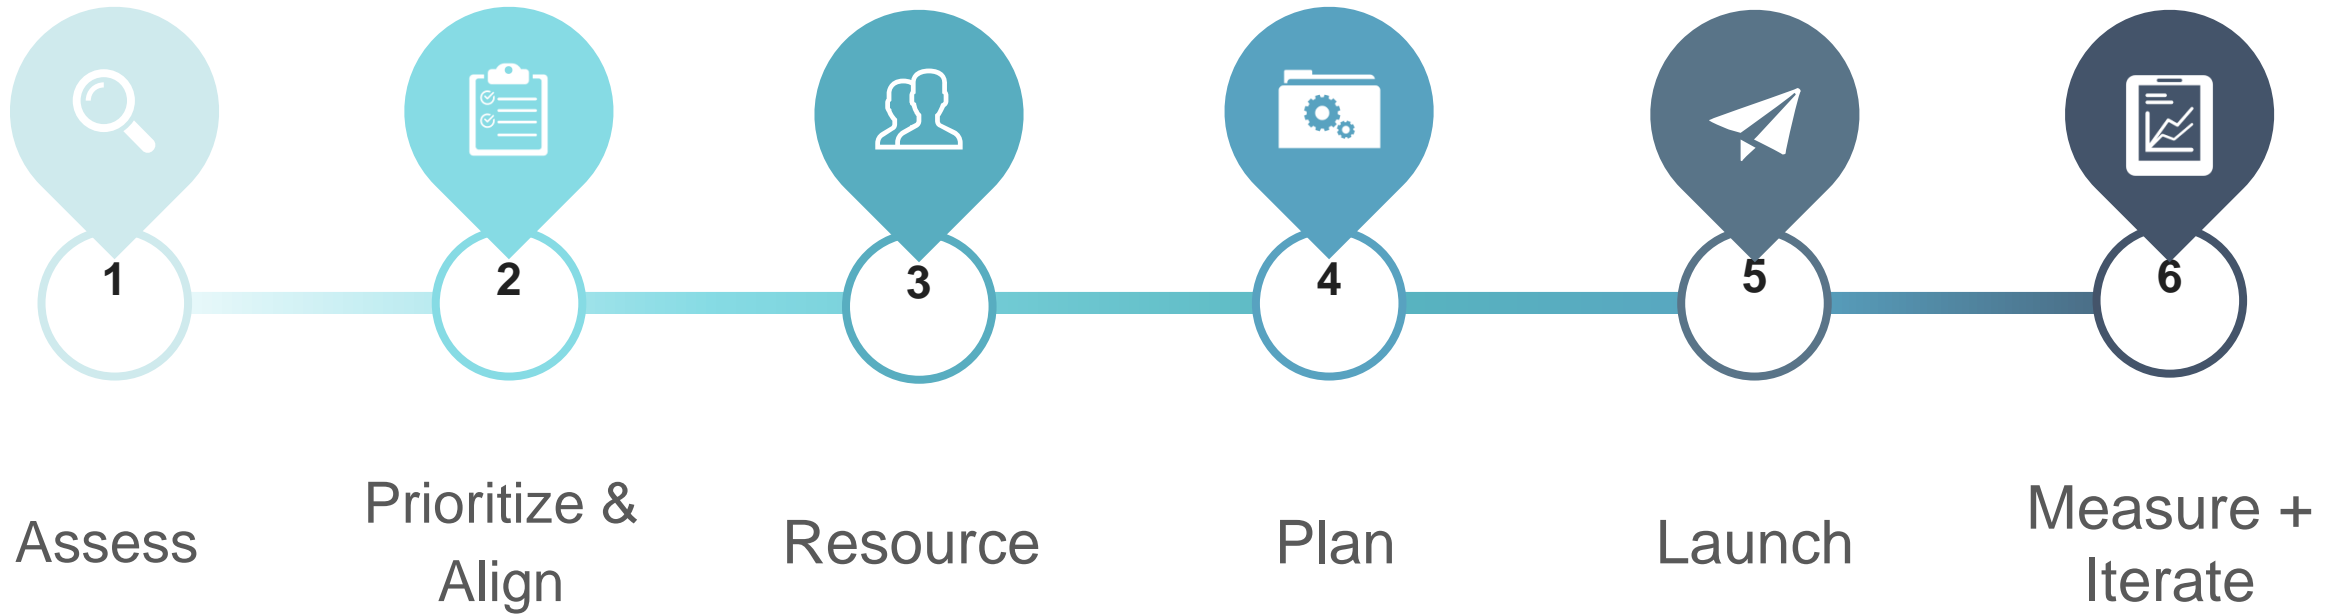 1
2
3
4
5
6
Assess
Prioritize &
Align
Resource
Plan
Launch
Measure +
Iterate